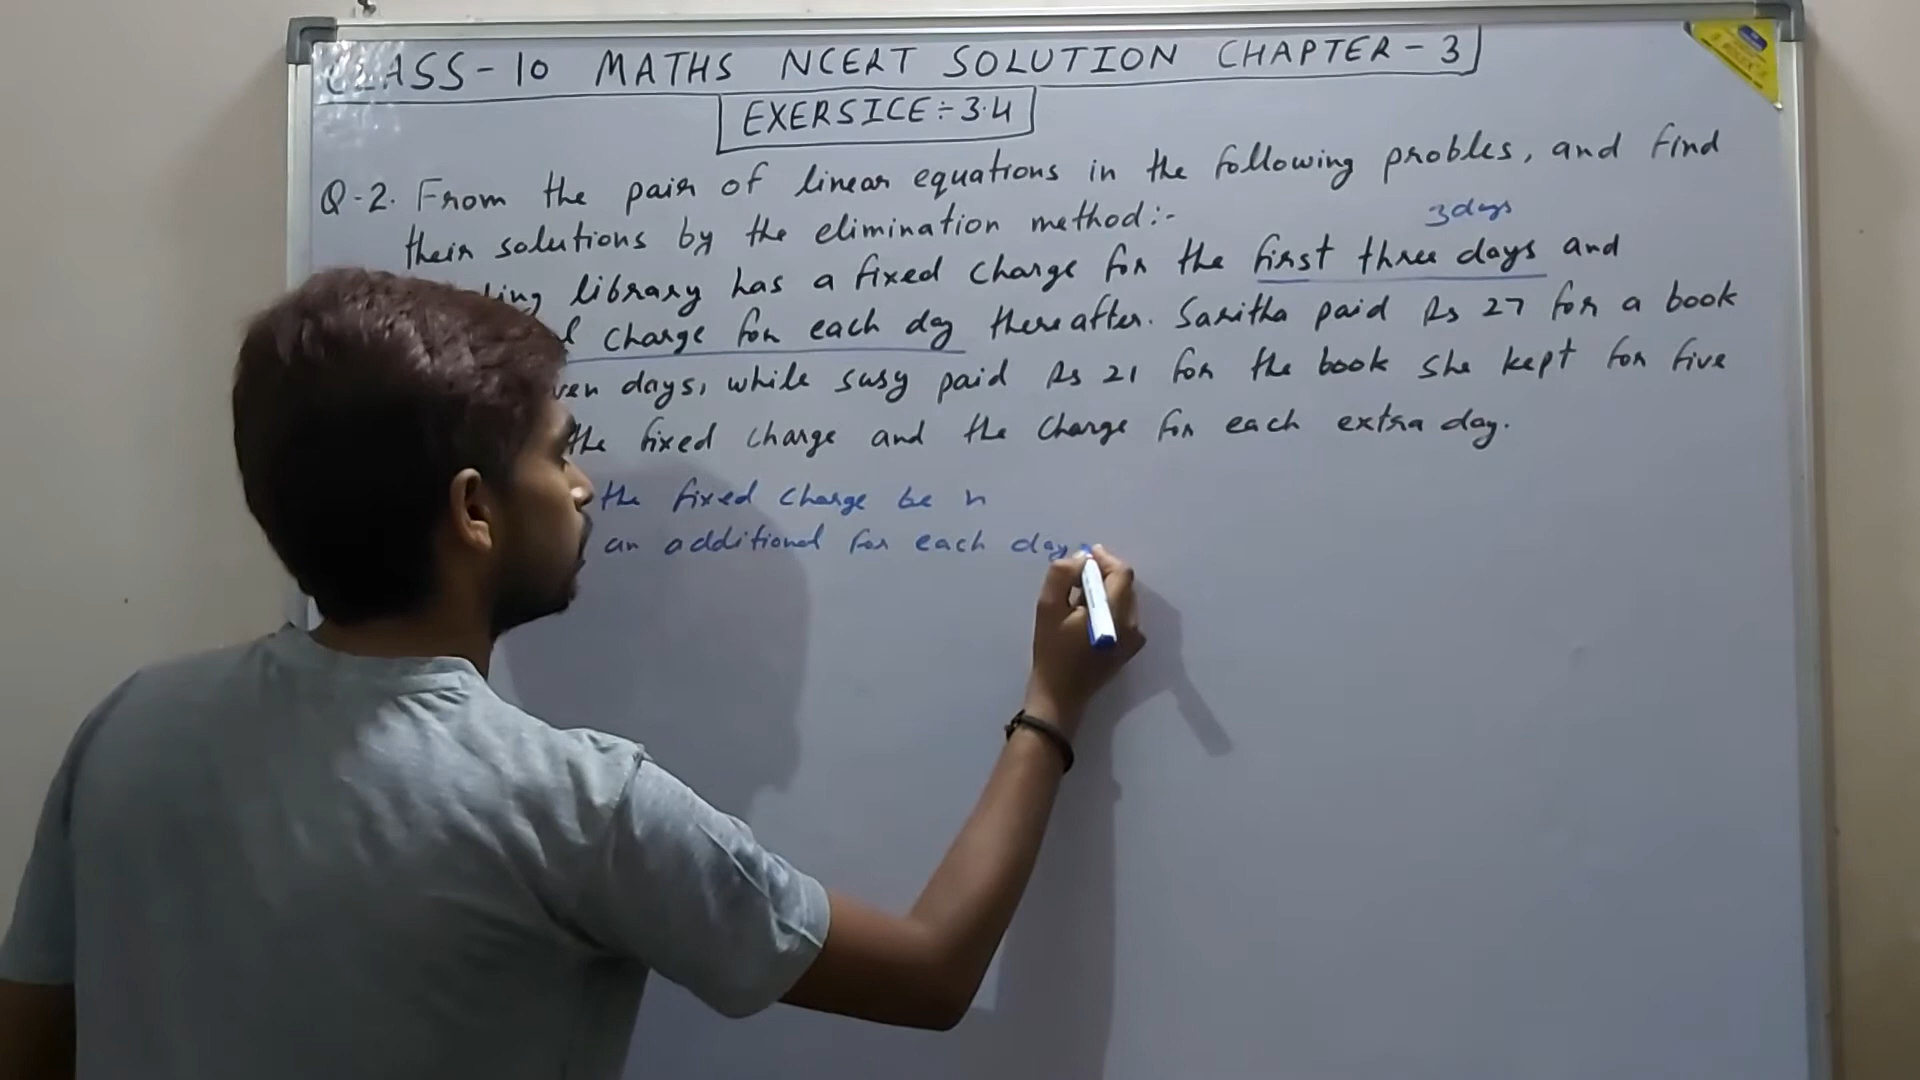 CLASS-10 MATHS NCERT SOLUTION CHAPTER-3
EXERSICE÷3.4
Q-2. From the pair of linear equations in the following probles, and find
their solutions by the elimination method:-
3days
library has a fixed charge for the first three days and
charge for each day thereafter. Saritha paid Rs 27 for a book
days, while susy paid Rs 21 for the book she kept for five
the fixed charge and the charge for each extra day.
the fixed charge be x
an additional for each day